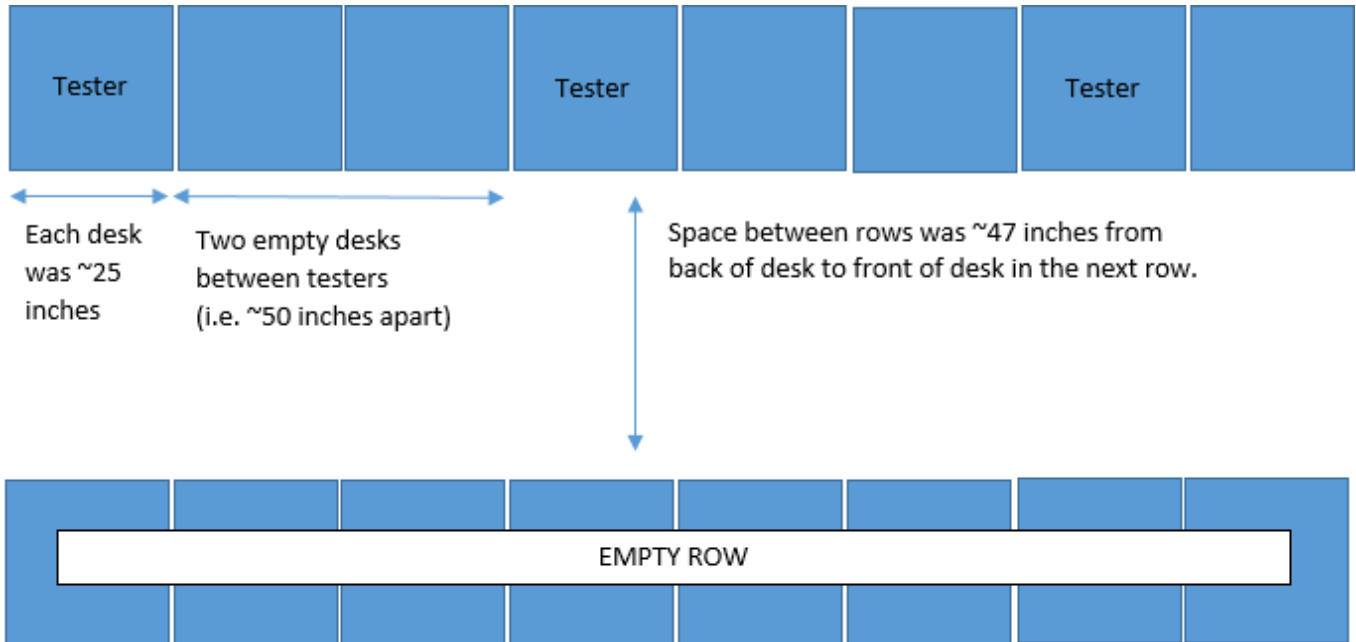 Tester
Tester
Tester
Each desk
was ~25
inches
Two empty desks
between testers
(i.e. ~50 inches apart)
Space between rows was ~47 inches from
back of desk to front of desk in the next row.
EMPTY ROW